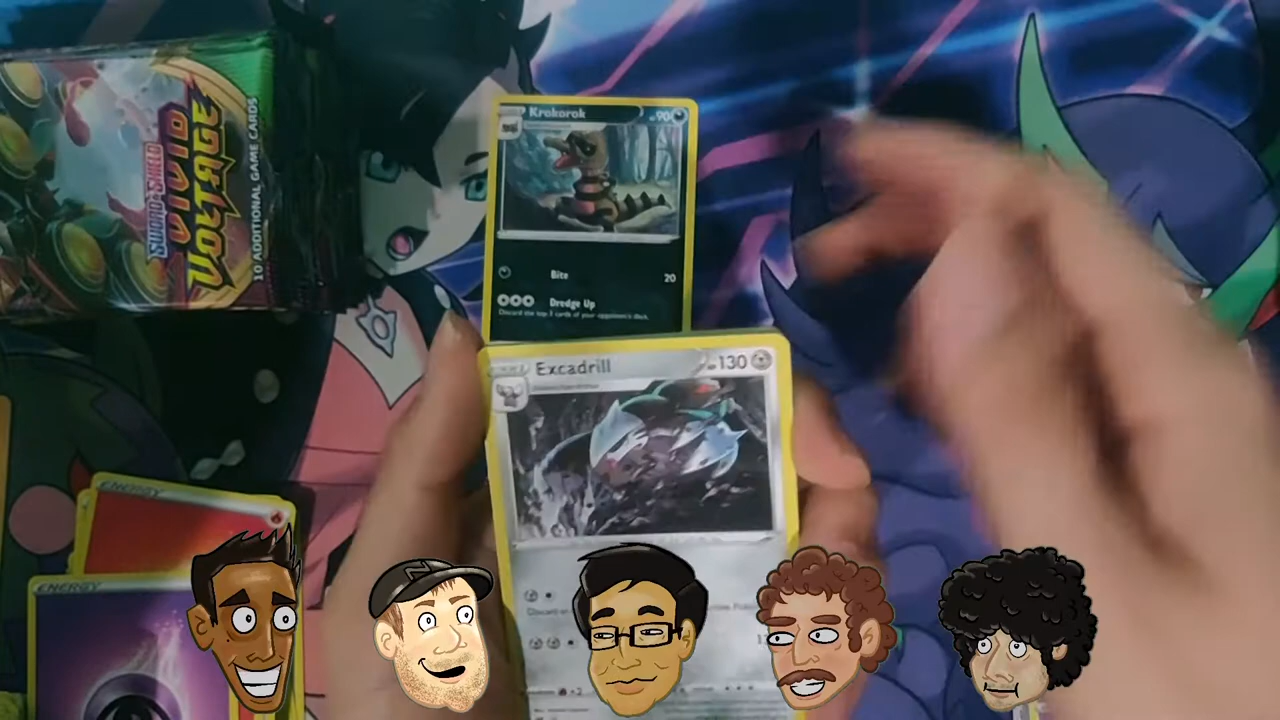 SWORD & SHIELD
VIVID
VOLTAGE
10 ADDITIONAL GAME CARDS
Krokorok
90
Bite 20
Dredge Up
Discard the top 3 cards of your opponent's deck.
Excadrill
130
ENERGY
ENERGY